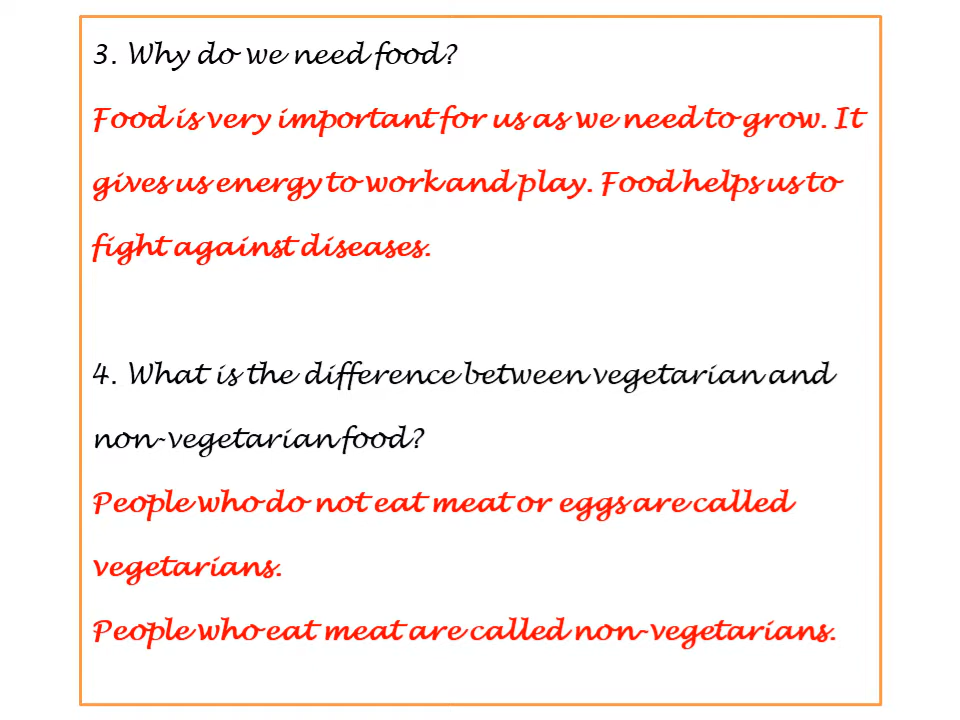 3. Why do we need food?
Food is very important for us as we need to grow. It
gives us energy to work and play. Food helps us to
fight against diseases.
4. What is the difference between vegetarian and
non-vegetarian food?
People who do not eat meat or eggs are called
vegetarians.
People who eat meat are called non-vegetarians.